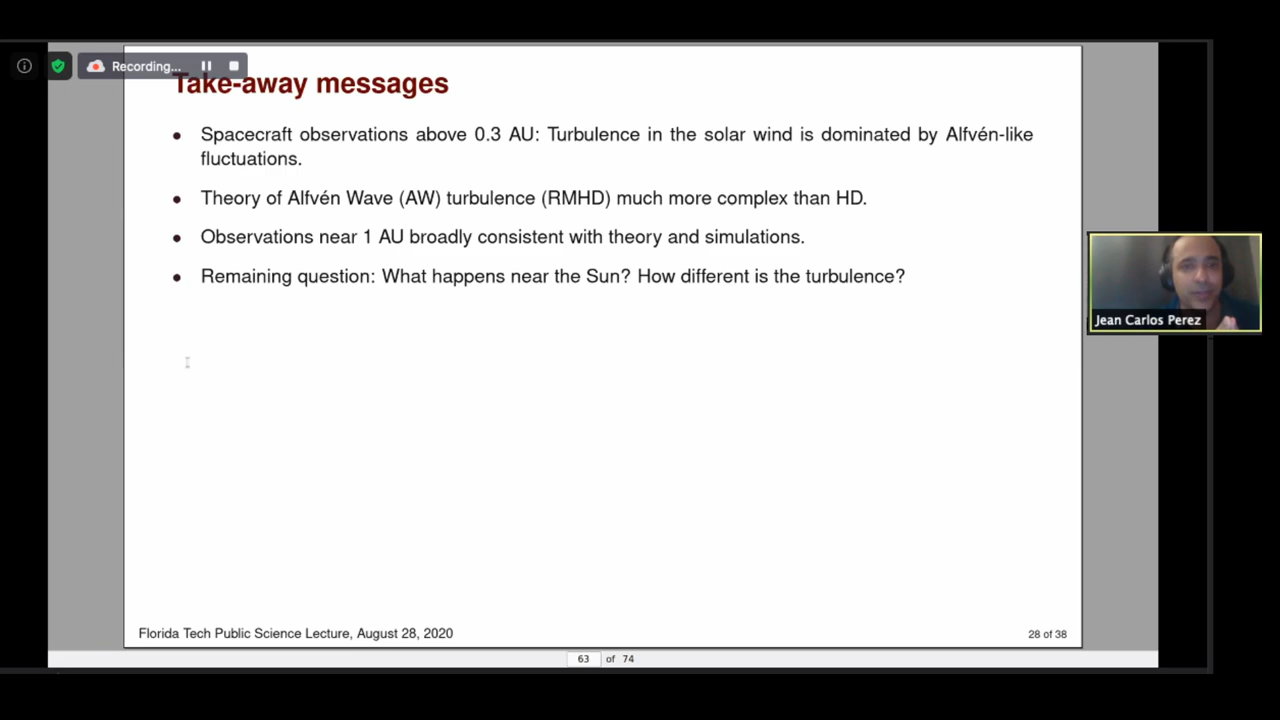 Recording...
Take-away messages
• Spacecraft observations above 0.3 AU: Turbulence in the solar wind is dominated by Alfvén-like
fluctuations.
• Theory of Alfvén Wave (AW) turbulence (RMHD) much more complex than HD.
• Observations near 1 AU broadly consistent with theory and simulations.
• Remaining question: What happens near the Sun? How different is the turbulence?
Jean Carlos Perez
Florida Tech Public Science Lecture, August 28, 2020
28 of 38
63 of 74